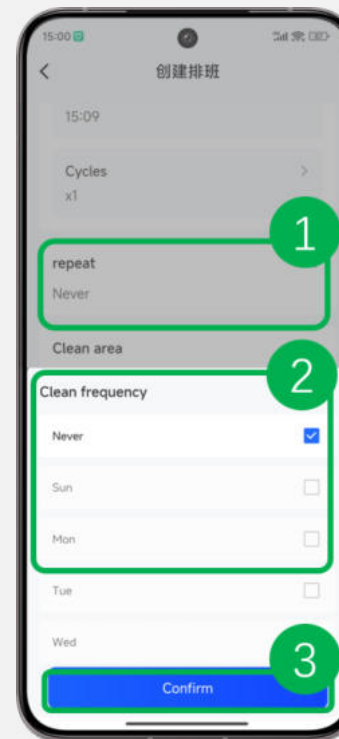 15:00
创建排班
15:09
Cycles
x1
1
repeat
Never
Clean area
2
Clean frequency
Never
Sun
Mon
Tue
Wed
3
Confirm